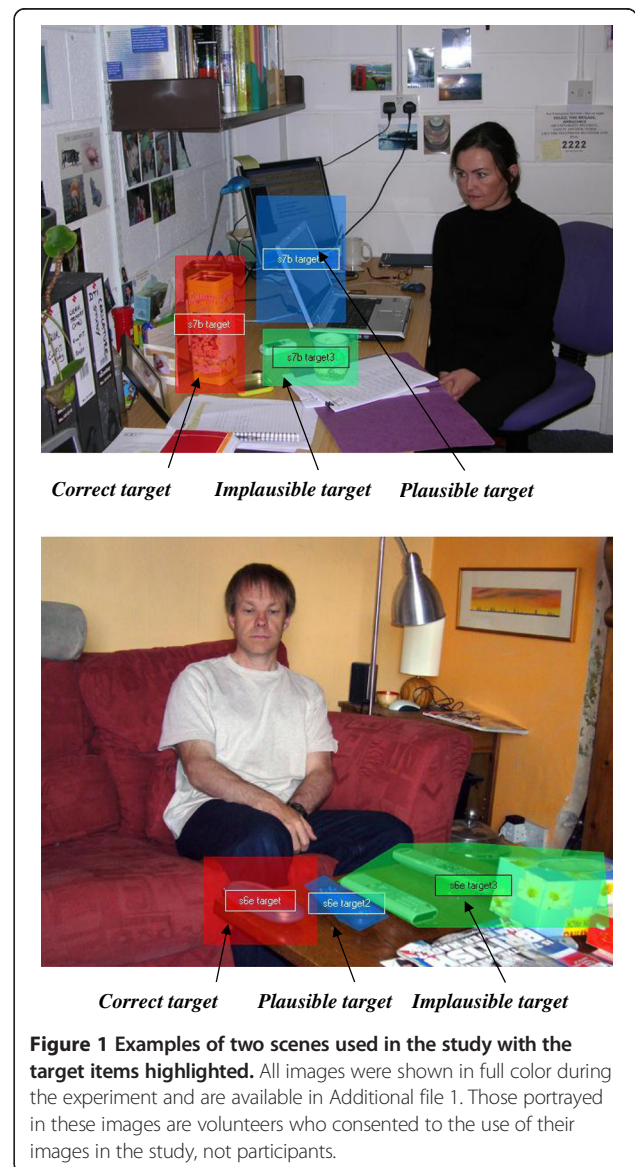 2222
s7b target
s7b target
s7b target3
Correct target
Implausible target
Plausible target
s6e target
s6e target2
s6e target3
Correct target
Plausible target
Implausible target
Figure 1 Examples of two scenes used in the study with the
target items highlighted. All images were shown in full color during
the experiment and are available in Additional file 1. Those portrayed
in these images are volunteers who consented to the use of their
images in the study, not participants.